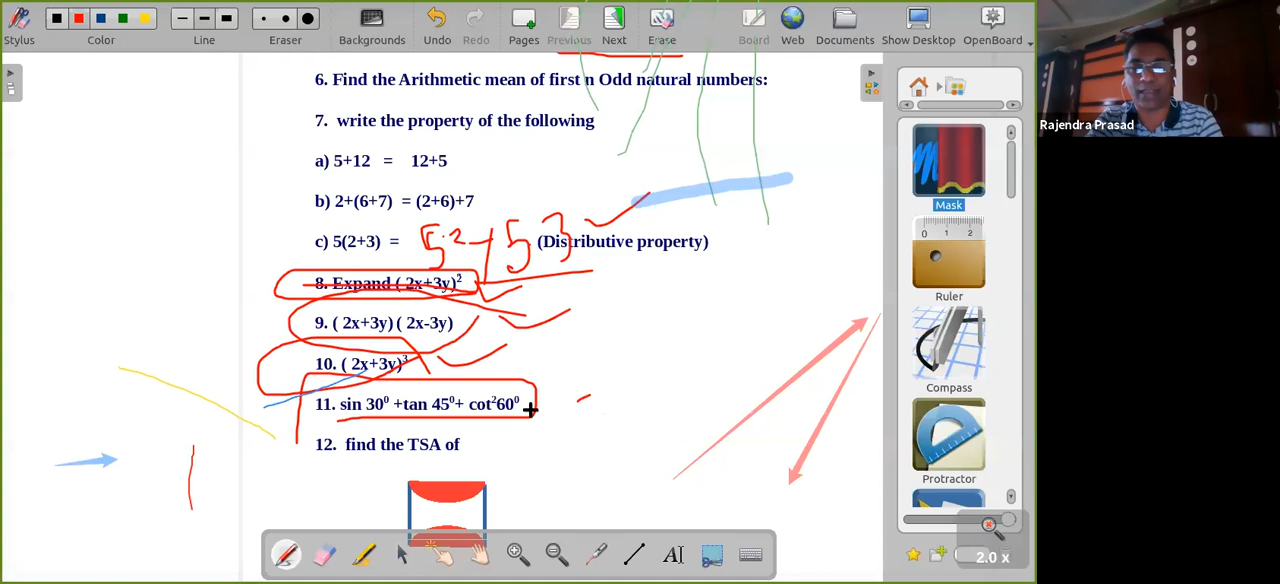 Stylus Color Line Eraser Backgrounds Undo Redo Pages Previous Next Erase Board Web Documents Show Desktop OpenBoard
6. Find the Arithmetic mean of first n Odd natural numbers:
Rajendra Prasad
7. write the property of the following
a) 5+12 = 12+5
Mask
b) 2+(6+7) = (2+6)+7
0 1 2
c) 5(2+3) = 5·2+5·3 (Distributive property)
8. Expand ( 2x+3y)²
Ruler
9. ( 2x+3y) ( 2x-3y)
10. ( 2x+3y)³
Compass
11. sin 30⁰ +tan 45⁰+ cot²60⁰
12. find the TSA of
Protractor
2.0 x